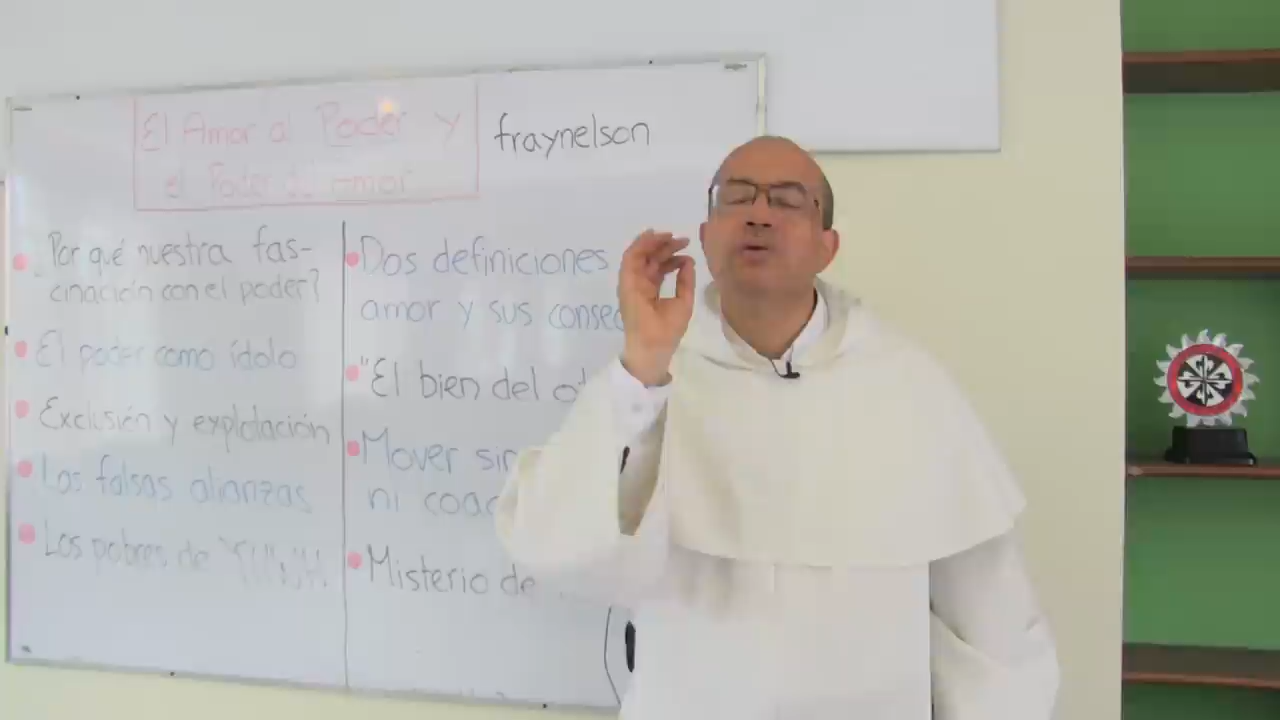 El Amor al Poder y
el Poder del Amor
fraynelson
Por qué nuestra fas-
cinación con el poder?
El poder como ídolo
Exclusión y explotación
Las falsas alianzas
Los pobres de
Dos definiciones
amor y sus consec
"El bien del
Mover sin
ni coac
Misterio de